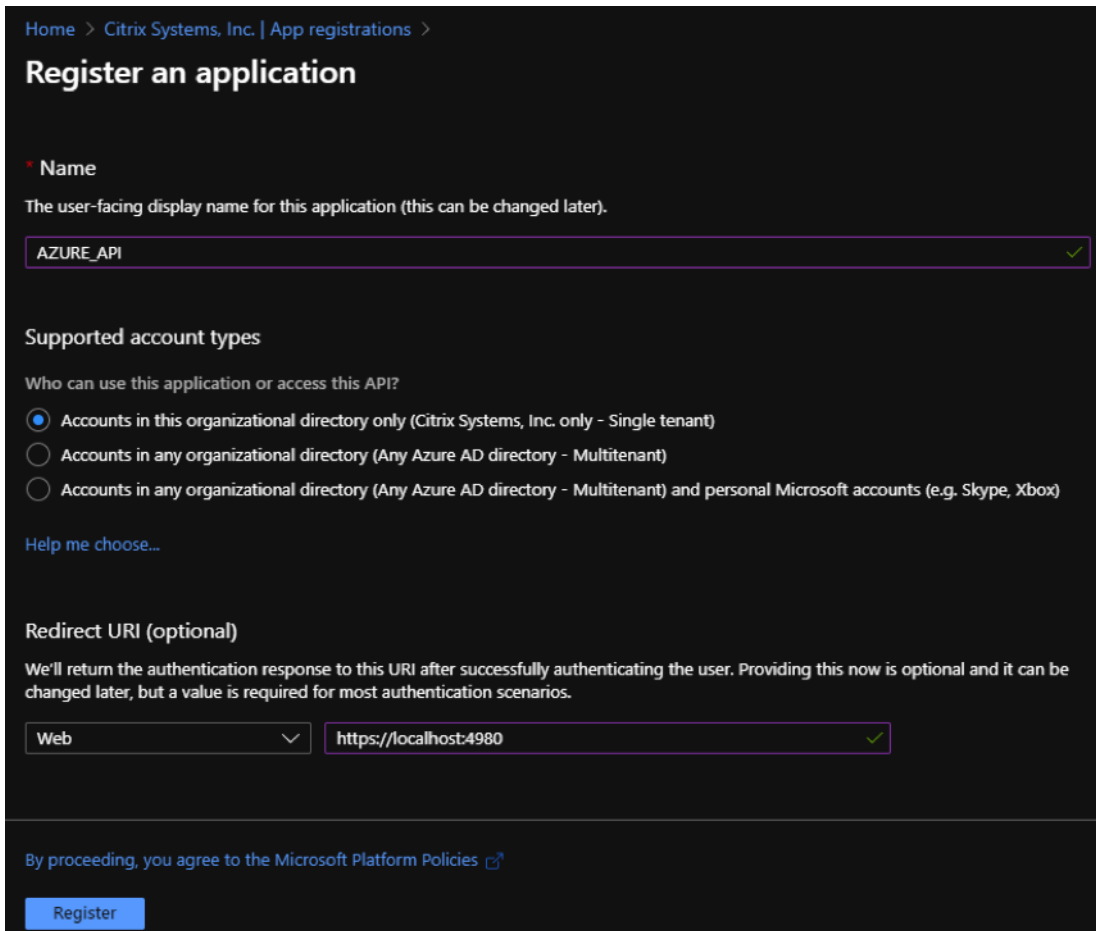 Home > Citrix Systems, Inc. | App registrations >
Register an application
* Name
The user-facing display name for this application (this can be changed later).
AZURE_API
Supported account types
Who can use this application or access this API?
Accounts in this organizational directory only (Citrix Systems, Inc. only - Single tenant)
Accounts in any organizational directory (Any Azure AD directory - Multitenant)
Accounts in any organizational directory (Any Azure AD directory - Multitenant) and personal Microsoft accounts (e.g. Skype, Xbox)
Help me choose...
Redirect URI (optional)
We'll return the authentication response to this URI after successfully authenticating the user. Providing this now is optional and it can be
changed later, but a value is required for most authentication scenarios.
Web https://localhost:4980
By proceeding, you agree to the Microsoft Platform Policies
Register